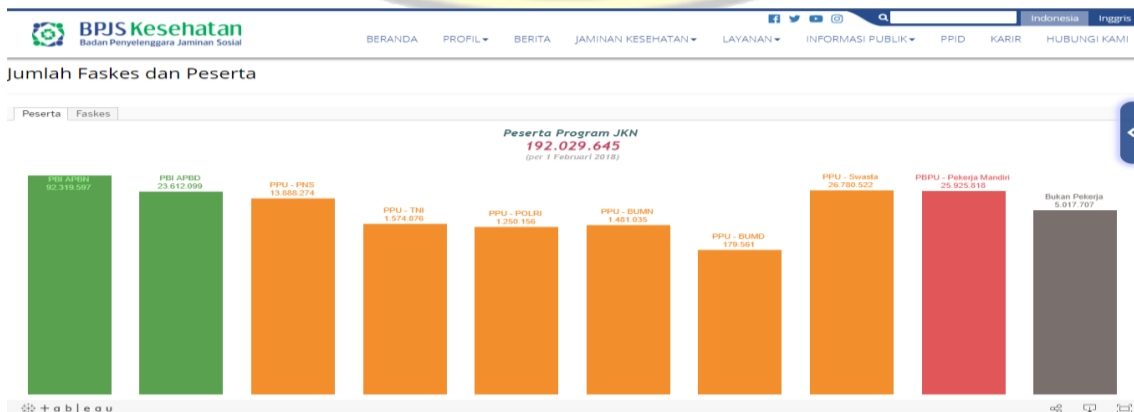 Indonesia Inggris
BPJS Kesehatan
Badan Penyelenggara Jaminan Sosial
BERANDA PROFIL BERITA JAMINAN KESEHATAN LAYANAN INFORMASI PUBLIK PPID KARIR HUBUNGI KAMI
Jumlah Faskes dan Peserta
Peserta Faskes
Peserta Program JKN
192.029.645
(per 1 Februari 2018)
PBI APBN
92.319.597
PBI APBD
23.612.099
PPU - PNS
13.888.274
PPU - TNI
1.574.876
PPU - POLRI
1.250.156
PPU - BUMN
1.481.035
PPU - BUMD
179.561
PPU - Swasta
26.780.522
PBPU - Pekerja Mandiri
25.925.818
Bukan Pekerja
5.017.707
+ableau